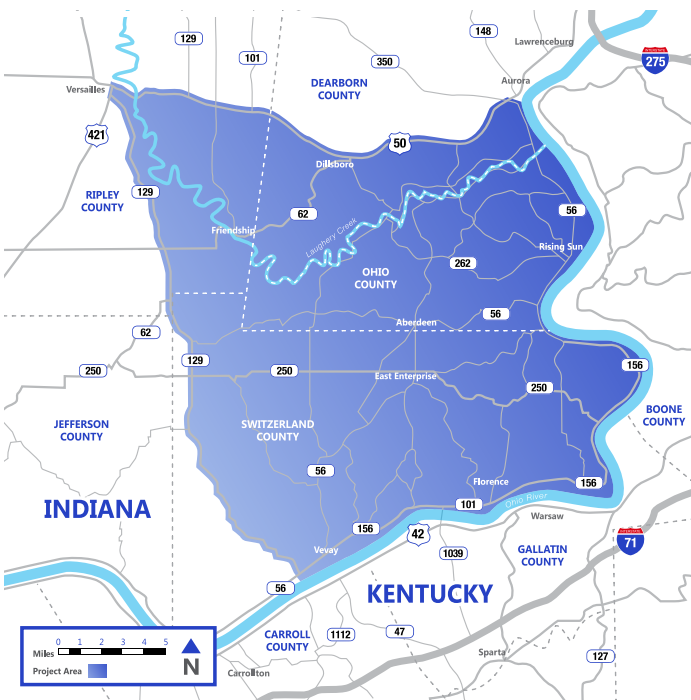 129
148
Lawrenceburg
101
350
275
DEARBORN
COUNTY
Aurora
Versailles
421
50
Dillsboro
RIPLEY
COUNTY
129
62
56
Friendship
Laughery Creek
Rising Sun
262
OHIO
COUNTY
56
Aberdeen
62
129
156
250
250
East Enterprise
250
JEFFERSON
COUNTY
SWITZERLAND
COUNTY
BOONE
COUNTY
56
Florence
156
101
Ohio River
INDIANA
Warsaw
156
42
71
Vevay
1039
GALLATIN
COUNTY
56
KENTUCKY
CARROLL
COUNTY
1112
47
Sparta
127
Carrollton
0 1 2 3 4 5
Miles
N
Project Area